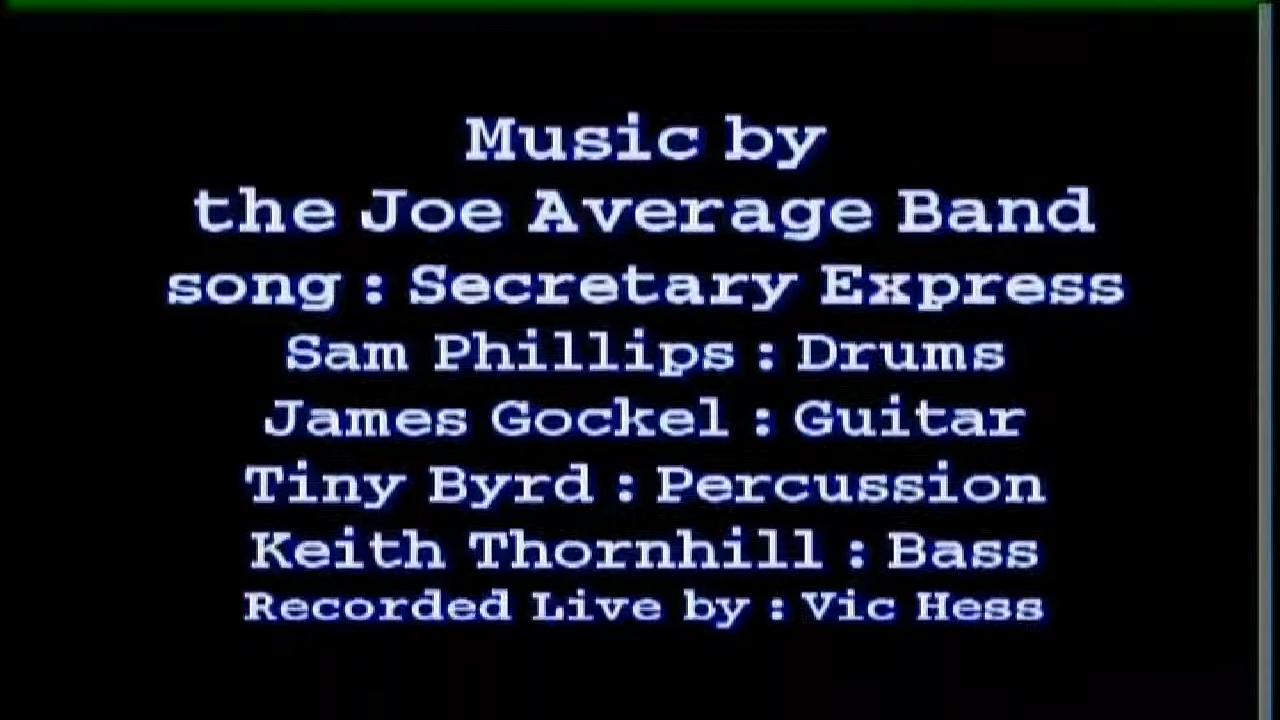 Music by
the Joe Average Band
song : Secretary Express
Sam Phillips : Drums
James Gockel : Guitar
Tiny Byrd : Percussion
Keith Thornhill : Bass
Recorded Live by : Vic Hess